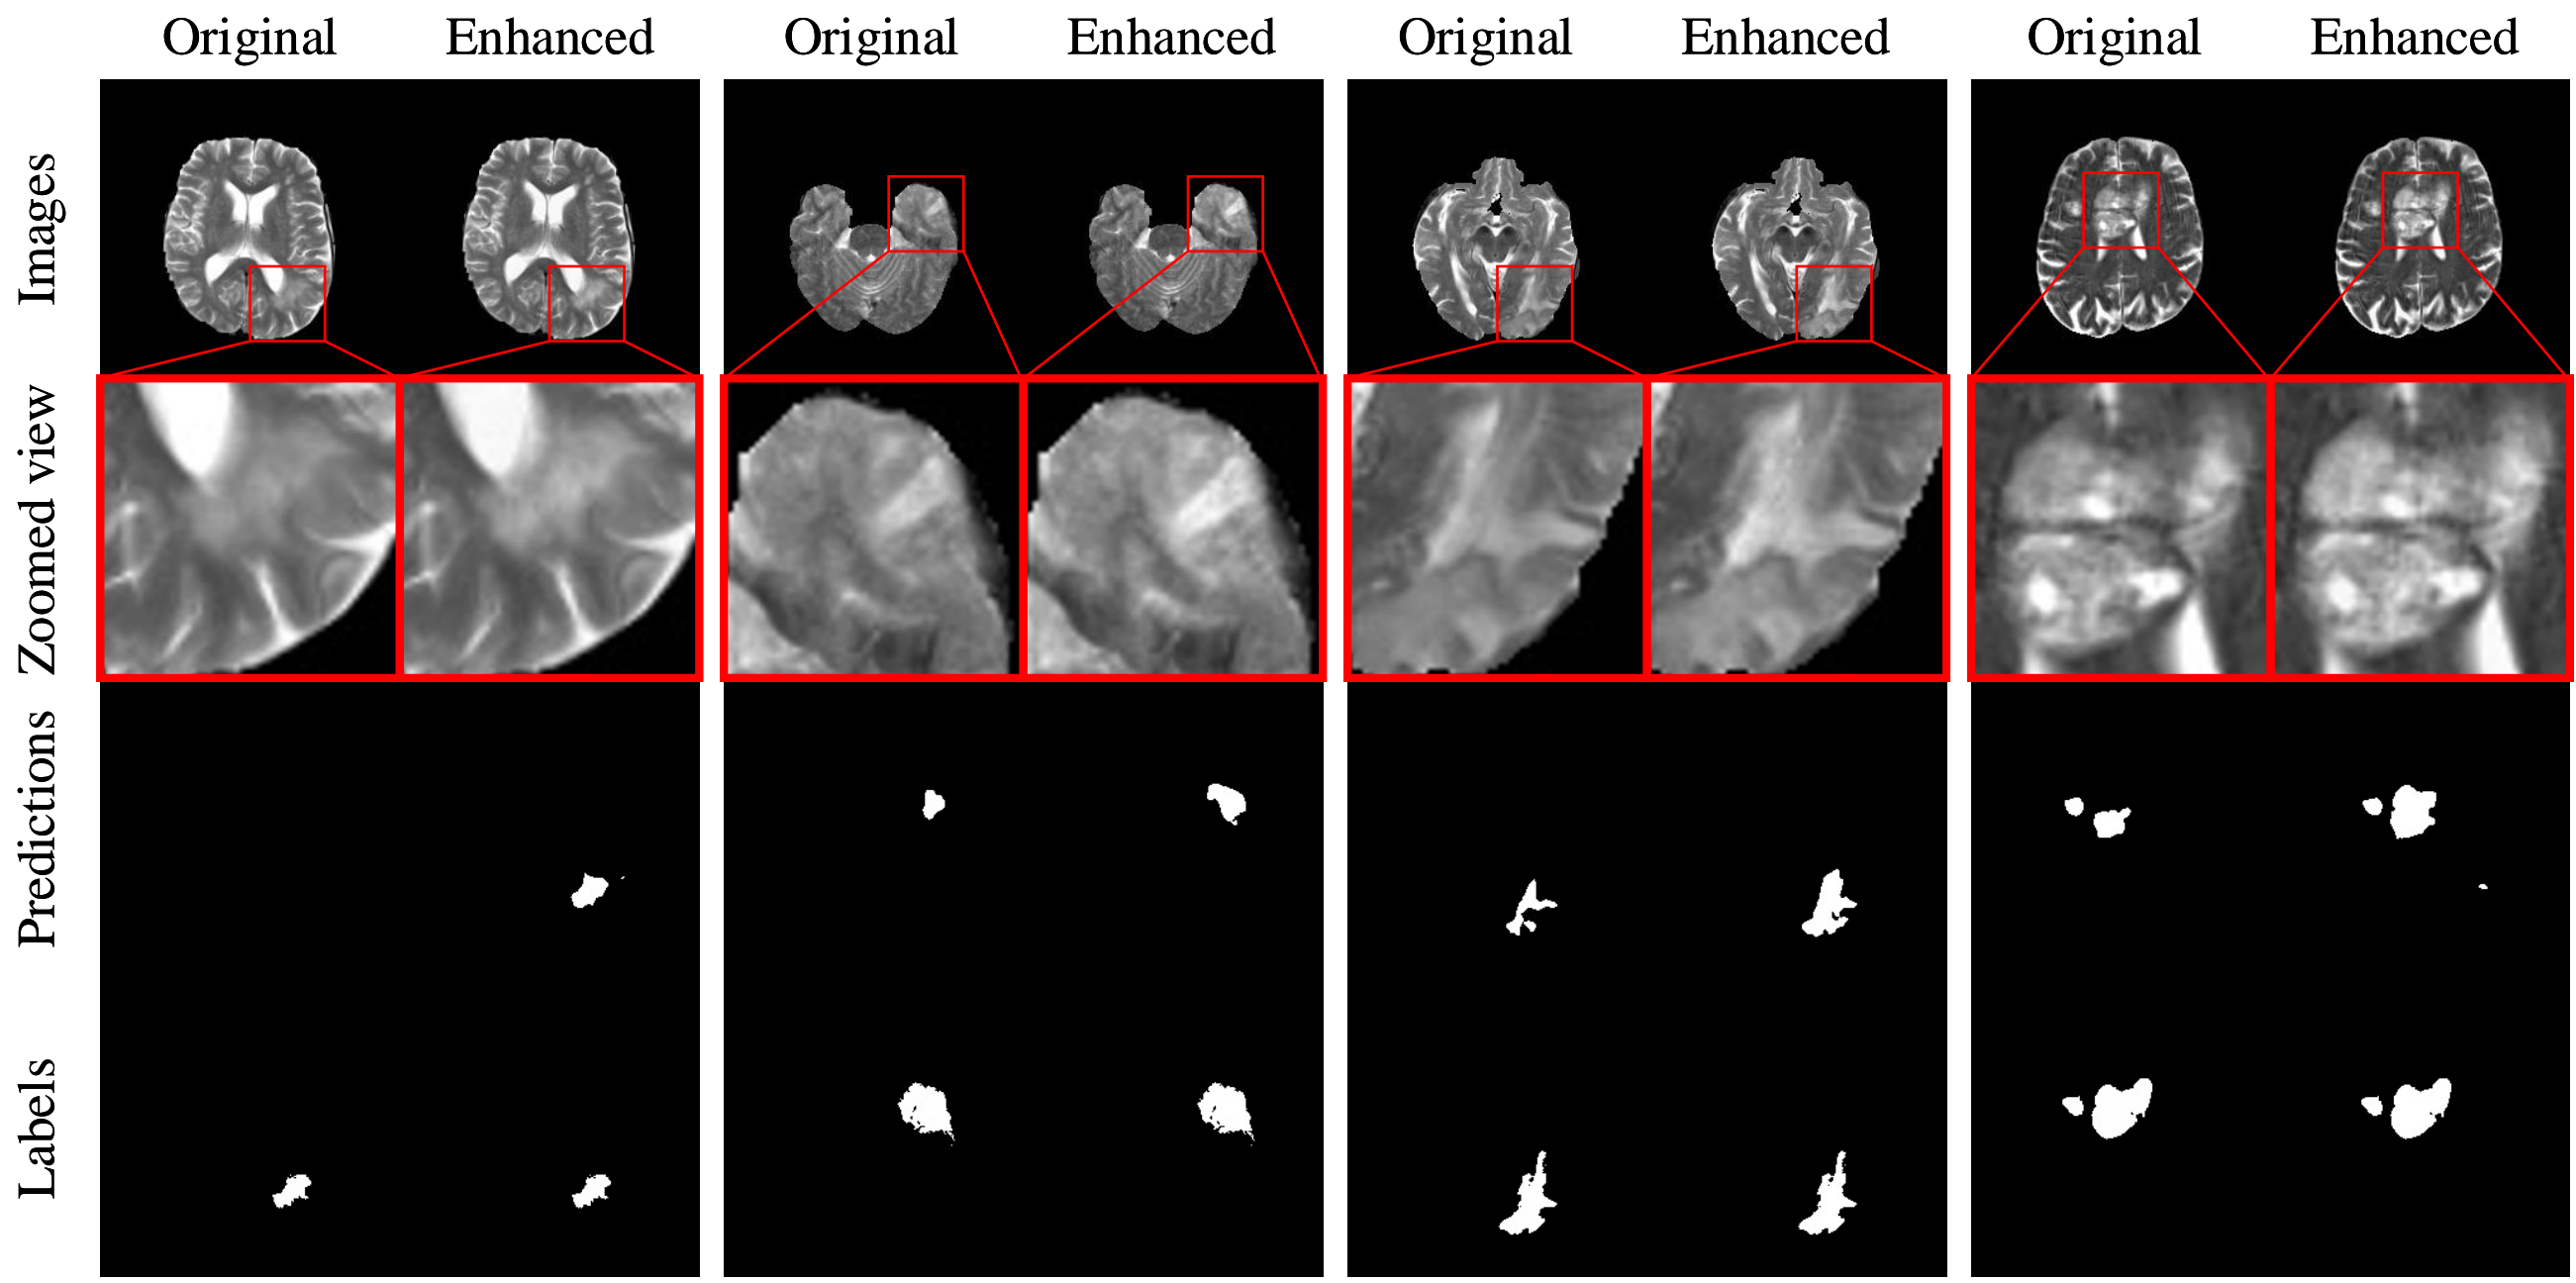 Original Enhanced Original Enhanced Original Enhanced Original Enhanced
Images
Zoomed view
Predictions
Labels